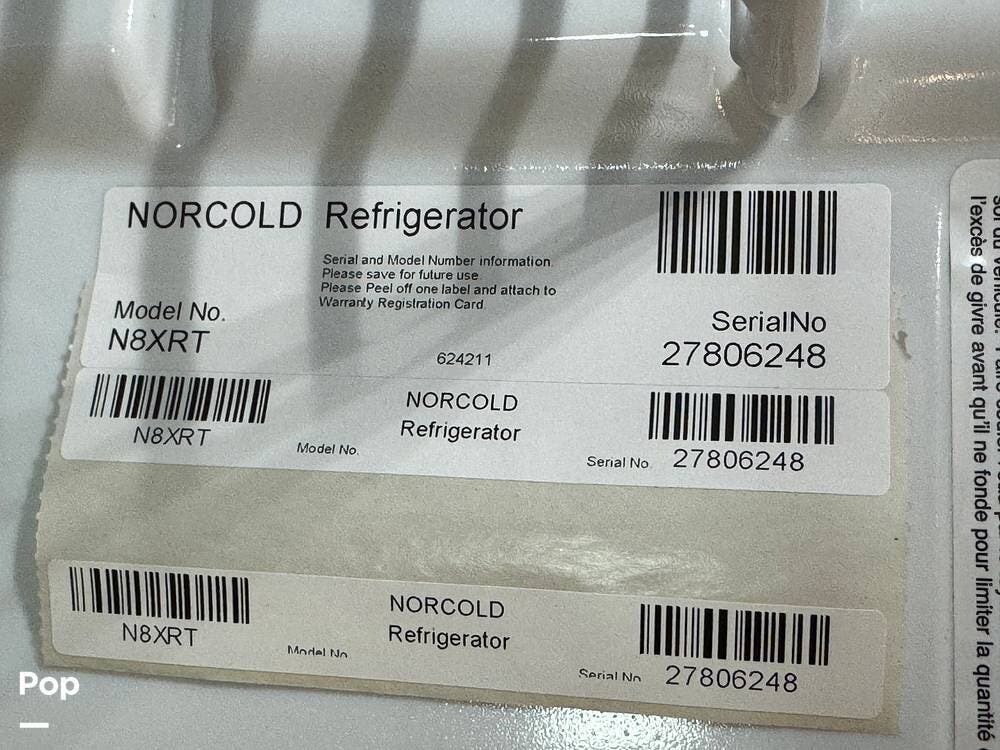 NORCOLD Refrigerator
Serial and Model Number information.
Please save for future use.
Please Peel off one label and attach to
Warranty Registration Card.
Model No.
N8XRT
624211
SerialNo
27806248
N8XRT
Model No.
NORCOLD
Refrigerator
Serial No.
27806248
N8XRT
Model No
NORCOLD
Refrigerator
Serial No
27806248
l'excès de givre avant qu'il ne fonde pour limiter la quantité
Pop